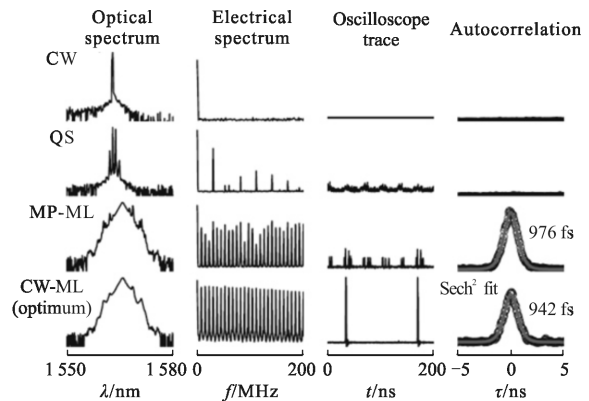 Optical spectrum
Electrical spectrum
Oscilloscope trace
Autocorrelation
CW
QS
MP-ML
976 fs
CW-ML (optimum)
Sech² fit
942 fs
1 550 1 580
0 200
0 200
−5 0 5
λ/nm
f/MHz
t/ns
τ/ns